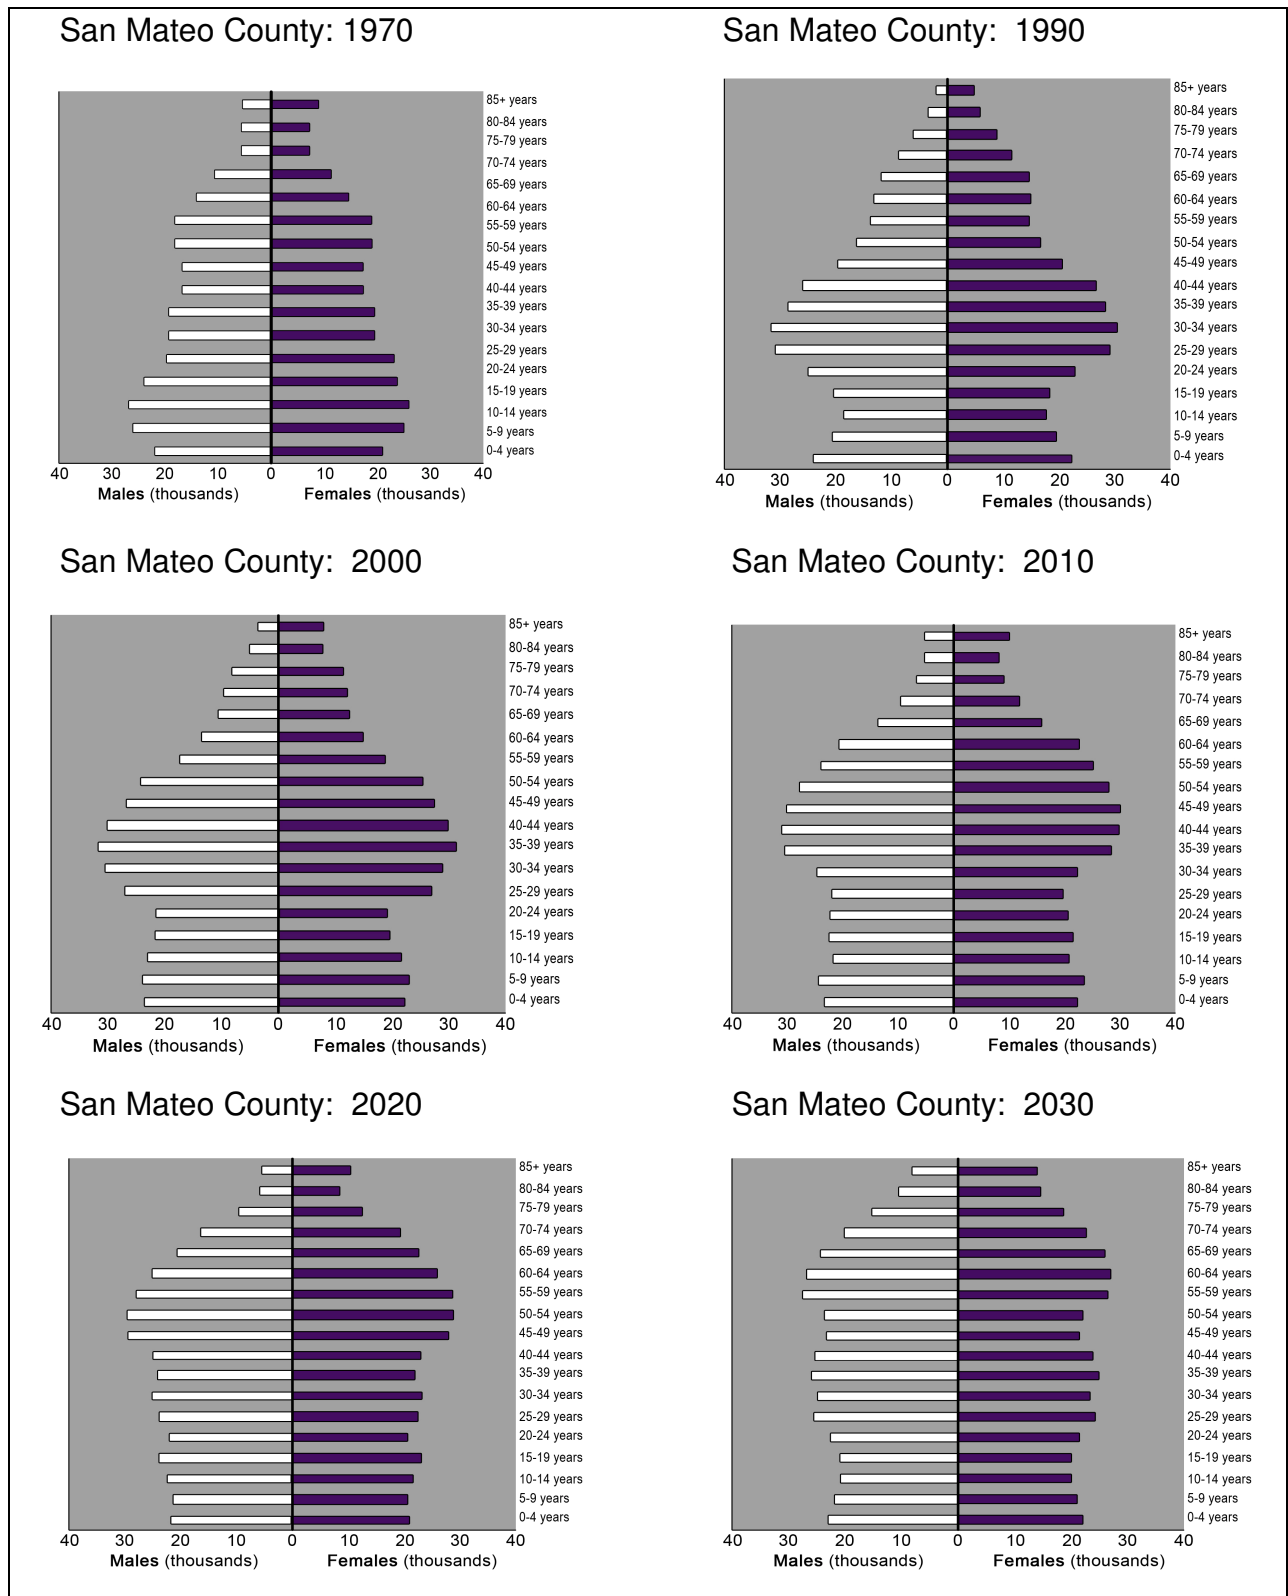 San Mateo County: 1970
85+ years
80-84 years
75-79 years
70-74 years
65-69 years
60-64 years
55-59 years
50-54 years
45-49 years
40-44 years
35-39 years
30-34 years
25-29 years
20-24 years
15-19 years
10-14 years
5-9 years
0-4 years
40 30 20 10 0 10 20 30 40
Males (thousands) Females (thousands)
San Mateo County: 1990
85+ years
80-84 years
75-79 years
70-74 years
65-69 years
60-64 years
55-59 years
50-54 years
45-49 years
40-44 years
35-39 years
30-34 years
25-29 years
20-24 years
15-19 years
10-14 years
5-9 years
0-4 years
40 30 20 10 0 10 20 30 40
Males (thousands) Females (thousands)
San Mateo County: 2000
85+ years
80-84 years
75-79 years
70-74 years
65-69 years
60-64 years
55-59 years
50-54 years
45-49 years
40-44 years
35-39 years
30-34 years
25-29 years
20-24 years
15-19 years
10-14 years
5-9 years
0-4 years
40 30 20 10 0 10 20 30 40
Males (thousands) Females (thousands)
San Mateo County: 2010
85+ years
80-84 years
75-79 years
70-74 years
65-69 years
60-64 years
55-59 years
50-54 years
45-49 years
40-44 years
35-39 years
30-34 years
25-29 years
20-24 years
15-19 years
10-14 years
5-9 years
0-4 years
40 30 20 10 0 10 20 30 40
Males (thousands) Females (thousands)
San Mateo County: 2020
85+ years
80-84 years
75-79 years
70-74 years
65-69 years
60-64 years
55-59 years
50-54 years
45-49 years
40-44 years
35-39 years
30-34 years
25-29 years
20-24 years
15-19 years
10-14 years
5-9 years
0-4 years
40 30 20 10 0 10 20 30 40
Males (thousands) Females (thousands)
San Mateo County: 2030
85+ years
80-84 years
75-79 years
70-74 years
65-69 years
60-64 years
55-59 years
50-54 years
45-49 years
40-44 years
35-39 years
30-34 years
25-29 years
20-24 years
15-19 years
10-14 years
5-9 years
0-4 years
40 30 20 10 0 10 20 30 40
Males (thousands) Females (thousands)